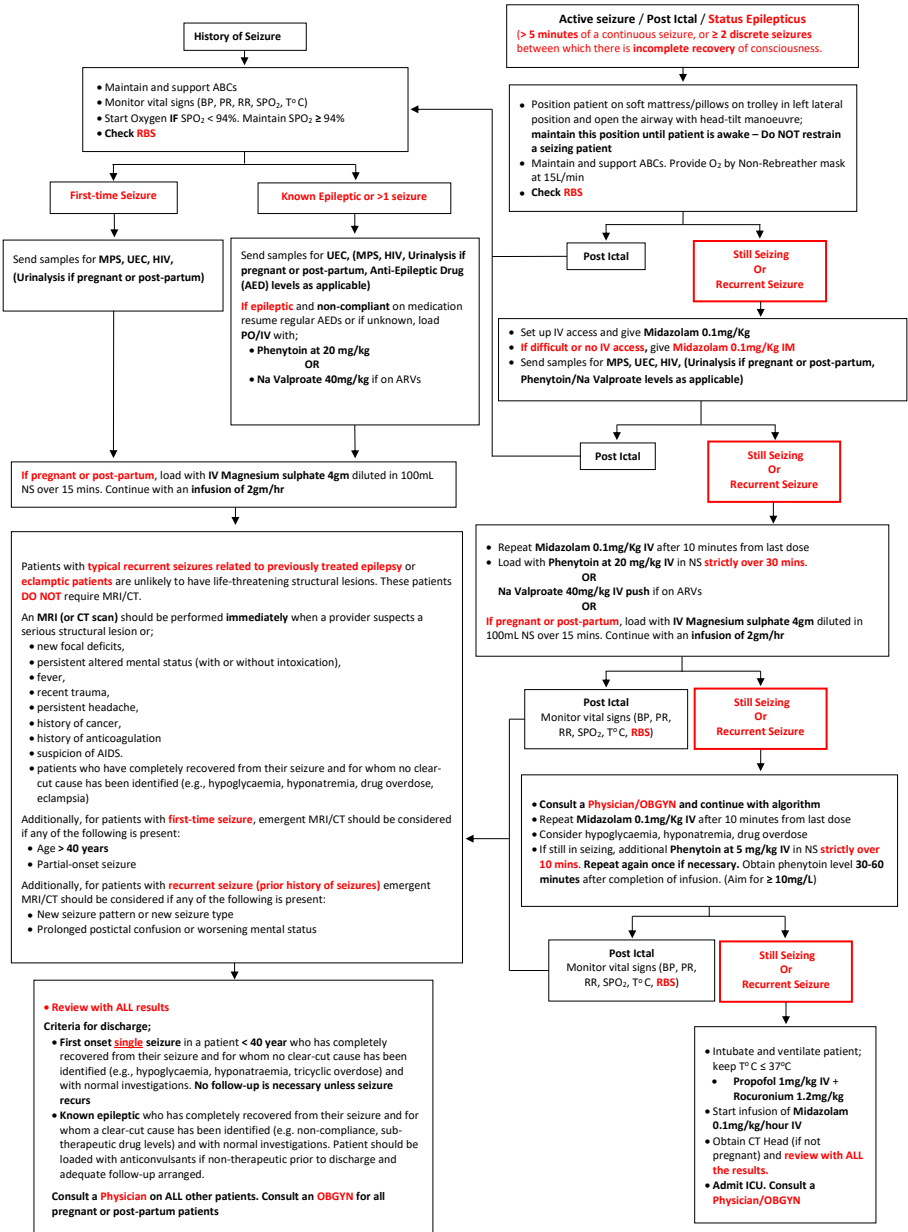 History of Seizure
• Maintain and support ABCs
• Monitor vital signs (BP, PR, RR, SPO₂, Tᵒ C)
• Start Oxygen IF SPO₂ < 94%. Maintain SPO₂ ≥ 94%
• Check RBS
First-time Seizure
Known Epileptic or >1 seizure
Send samples for MPS, UEC, HIV,
(Urinalysis if pregnant or post-partum)
Send samples for UEC, (MPS, HIV, Urinalysis if
pregnant or post-partum, Anti-Epileptic Drug
(AED) levels as applicable)
If epileptic and non-compliant on medication
resume regular AEDs or if unknown, load
PO/IV with;
• Phenytoin at 20 mg/kg
OR
• Na Valproate 40mg/kg if on ARVs
If pregnant or post-partum, load with IV Magnesium sulphate 4gm diluted in 100mL
NS over 15 mins. Continue with an infusion of 2gm/hr
Patients with typical recurrent seizures related to previously treated epilepsy or
eclamptic patients are unlikely to have life-threatening structural lesions. These patients
DO NOT require MRI/CT.
An MRI (or CT scan) should be performed immediately when a provider suspects a
serious structural lesion or;
• new focal deficits,
• persistent altered mental status (with or without intoxication),
• fever,
• recent trauma,
• persistent headache,
• history of cancer,
• history of anticoagulation
• suspicion of AIDS.
• patients who have completely recovered from their seizure and for whom no clear-
cut cause has been identified (e.g., hypoglycaemia, hyponatremia, drug overdose,
eclampsia)
Additionally, for patients with first-time seizure, emergent MRI/CT should be considered
if any of the following is present:
• Age > 40 years
• Partial-onset seizure
Additionally, for patients with recurrent seizure (prior history of seizures) emergent
MRI/CT should be considered if any of the following is present:
• New seizure pattern or new seizure type
• Prolonged postictal confusion or worsening mental status
• Review with ALL results
Criteria for discharge;
• First onset single seizure in a patient < 40 year who has completely
recovered from their seizure and for whom no clear-cut cause has been
identified (e.g., hypoglycaemia, hyponatraemia, tricyclic overdose) and
with normal investigations. No follow-up is necessary unless seizure
recurs
• Known epileptic who has completely recovered from their seizure and for
whom a clear-cut cause has been identified (e.g. non-compliance, sub-
therapeutic drug levels) and with normal investigations. Patient should be
loaded with anticonvulsants if non-therapeutic prior to discharge and
adequate follow-up arranged.
Consult a Physician on ALL other patients. Consult an OBGYN for all
pregnant or post-partum patients
Active seizure / Post Ictal / Status Epilepticus
(> 5 minutes of a continuous seizure, or ≥ 2 discrete seizures
between which there is incomplete recovery of consciousness.
• Position patient on soft mattress/pillows on trolley in left lateral
position and open the airway with head-tilt manoeuvre;
maintain this position until patient is awake – Do NOT restrain
a seizing patient
• Maintain and support ABCs. Provide O₂ by Non-Rebreather mask
at 15L/min
• Check RBS
Post Ictal
Still Seizing
Or
Recurrent Seizure
• Set up IV access and give Midazolam 0.1mg/Kg
• If difficult or no IV access, give Midazolam 0.1mg/Kg IM
• Send samples for MPS, UEC, HIV, (Urinalysis if pregnant or post-partum,
Phenytoin/Na Valproate levels as applicable)
Post Ictal
Still Seizing
Or
Recurrent Seizure
• Repeat Midazolam 0.1mg/Kg IV after 10 minutes from last dose
• Load with Phenytoin at 20 mg/kg IV in NS strictly over 30 mins.
OR
Na Valproate 40mg/kg IV push if on ARVs
OR
If pregnant or post-partum, load with IV Magnesium sulphate 4gm diluted in
100mL NS over 15 mins. Continue with an infusion of 2gm/hr
Post Ictal
Monitor vital signs (BP, PR,
RR, SPO₂, Tᵒ C, RBS)
Still Seizing
Or
Recurrent Seizure
• Consult a Physician/OBGYN and continue with algorithm
• Repeat Midazolam 0.1mg/Kg IV after 10 minutes from last dose
• Consider hypoglycaemia, hyponatremia, drug overdose
• If still in seizing, additional Phenytoin at 5 mg/kg IV in NS strictly over
10 mins. Repeat again once if necessary. Obtain phenytoin level 30-60
minutes after completion of infusion. (Aim for ≥ 10mg/L)
Post Ictal
Monitor vital signs (BP, PR,
RR, SPO₂, Tᵒ C, RBS)
Still Seizing
Or
Recurrent Seizure
• Intubate and ventilate patient;
keep Tᵒ C ≤ 37ᵒC
• Propofol 1mg/kg IV +
Rocuronium 1.2mg/kg
• Start infusion of Midazolam
0.1mg/kg/hour IV
• Obtain CT Head (if not
pregnant) and review with ALL
the results.
• Admit ICU. Consult a
Physician/OBGYN